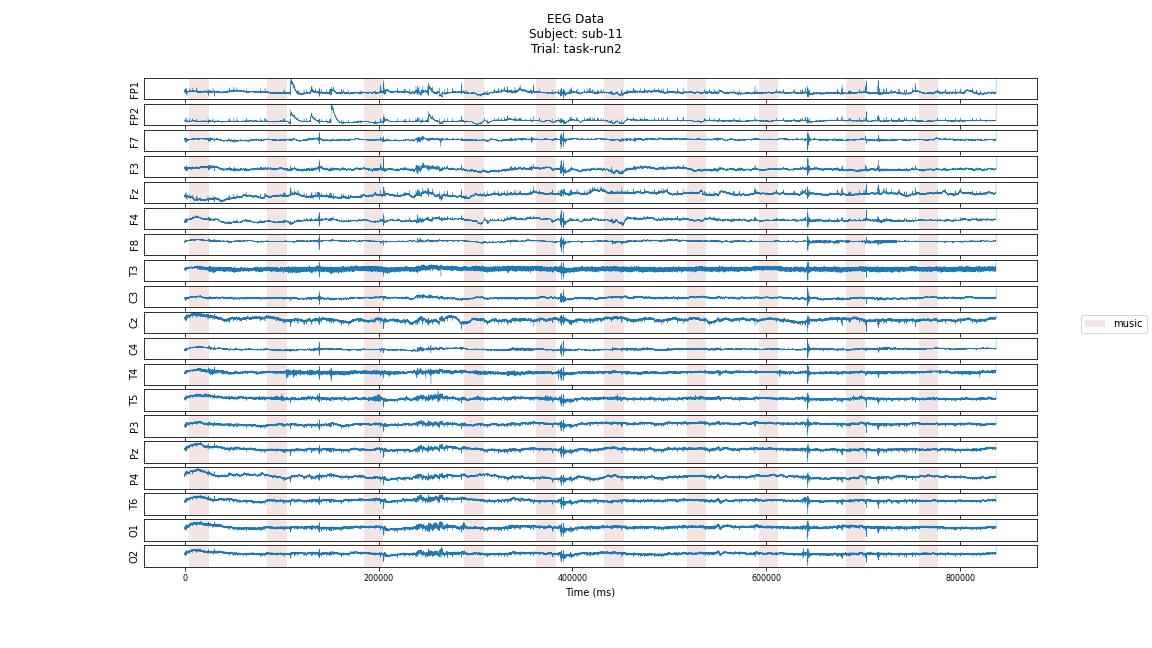 EEG Data
Subject: sub-11
Trial: task-run2
FP1
FP2
F7
F3
Fz
F4
F8
T3
C3
Cz
C4
T4
T5
P3
Pz
P4
T6
O1
O2
music
0 200000 400000 600000 800000
Time (ms)